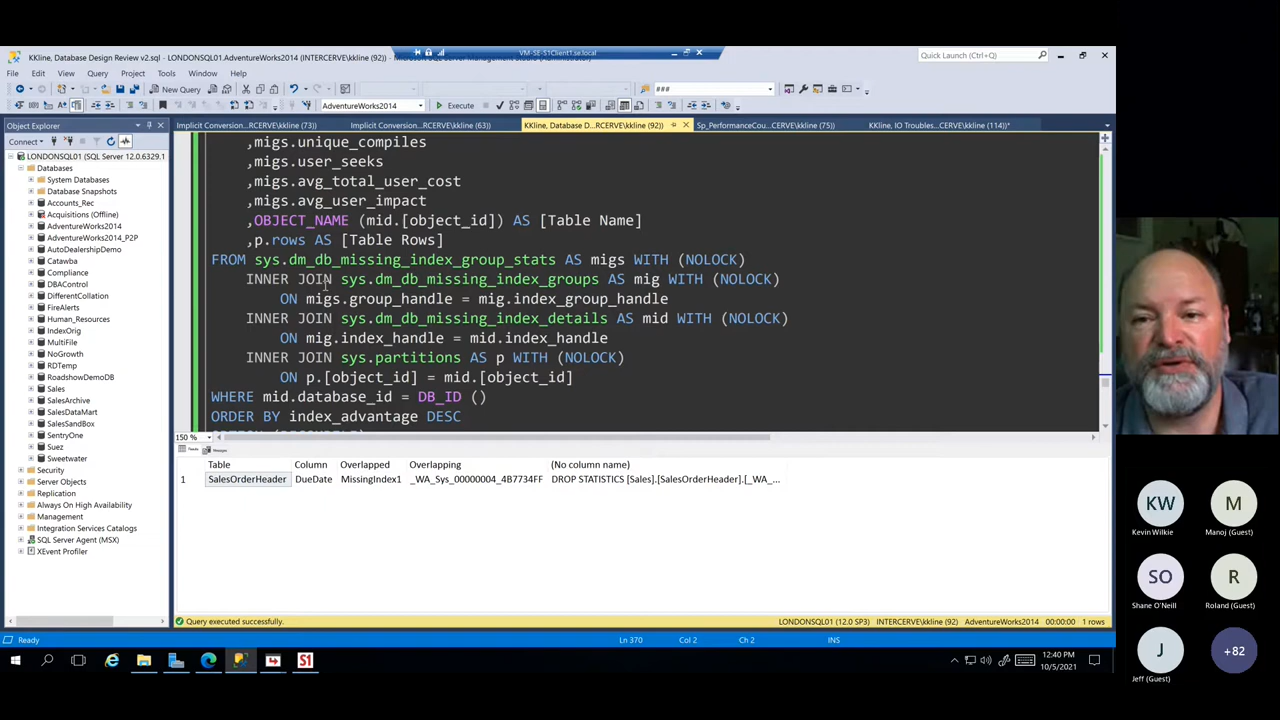 VM-SE-S1Client1.se.local
KKline, Database Design Review v2.sql - LONDONSQL01.AdventureWorks2014 (INTERCERVE\kkline (92))
Quick Launch (Ctrl+Q)
File Edit View Query Project Tools Window Help
New Query
###
AdventureWorks2014
Execute
Object Explorer
Implicit Conversion...RCERVE\kkline (73))
Implicit Conversion...RCERVE\kkline (63))
KKline, Database D...RCERVE\kkline (92))
Sp_PerformanceCou...CERVE\kkline (75))
KKline, IO Troubles...CERVE\kkline (114))*
Connect
LONDONSQL01 (SQL Server 12.0.6329.1
Databases
System Databases
Database Snapshots
Accounts_Rec
Acquisitions (Offline)
AdventureWorks2014
AdventureWorks2014_P2P
AutoDealershipDemo
Catawba
Compliance
DBAControl
DifferentCollation
FireAlerts
Human_Resources
IndexOrig
MultiFile
NoGrowth
RDTemp
RoadshowDemoDB
Sales
SalesArchive
SalesDataMart
SalesSandBox
SentryOne
Suez
Sweetwater
Security
Server Objects
Replication
Always On High Availability
Management
Integration Services Catalogs
SQL Server Agent (MSX)
XEvent Profiler
,migs.unique_compiles
,migs.user_seeks
,migs.avg_total_user_cost
,migs.avg_user_impact
,OBJECT_NAME (mid.[object_id]) AS [Table Name]
,p.rows AS [Table Rows]
FROM sys.dm_db_missing_index_group_stats AS migs WITH (NOLOCK)
INNER JOIN sys.dm_db_missing_index_groups AS mig WITH (NOLOCK)
ON migs.group_handle = mig.index_group_handle
INNER JOIN sys.dm_db_missing_index_details AS mid WITH (NOLOCK)
ON mig.index_handle = mid.index_handle
INNER JOIN sys.partitions AS p WITH (NOLOCK)
ON p.[object_id] = mid.[object_id]
WHERE mid.database_id = DB_ID ()
ORDER BY index_advantage DESC
150 %
Results Messages
Table Column Overlapped Overlapping (No column name)
1 SalesOrderHeader DueDate MissingIndex1 _WA_Sys_00000004_4B7734FF DROP STATISTICS [Sales].[SalesOrderHeader].[_WA_...
Query executed successfully.
LONDONSQL01 (12.0 SP3) INTERCERVE\kkline (92) AdventureWorks2014 00:00:00 1 rows
Ready
Ln 370 Col 2 Ch 2 INS
S1
12:40 PM
10/5/2021
KW
Kevin Wilkie
M
Manoj (Guest)
SO
Shane O'Neill
R
Roland (Guest)
J
Jeff (Guest)
+82